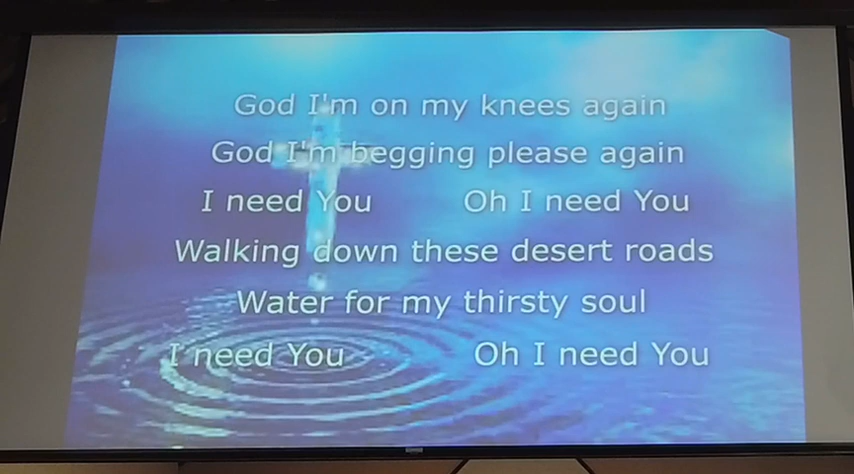 God I'm on my knees again
God I'm begging please again
I need You Oh I need You
Walking down these desert roads
Water for my thirsty soul
I need You Oh I need You